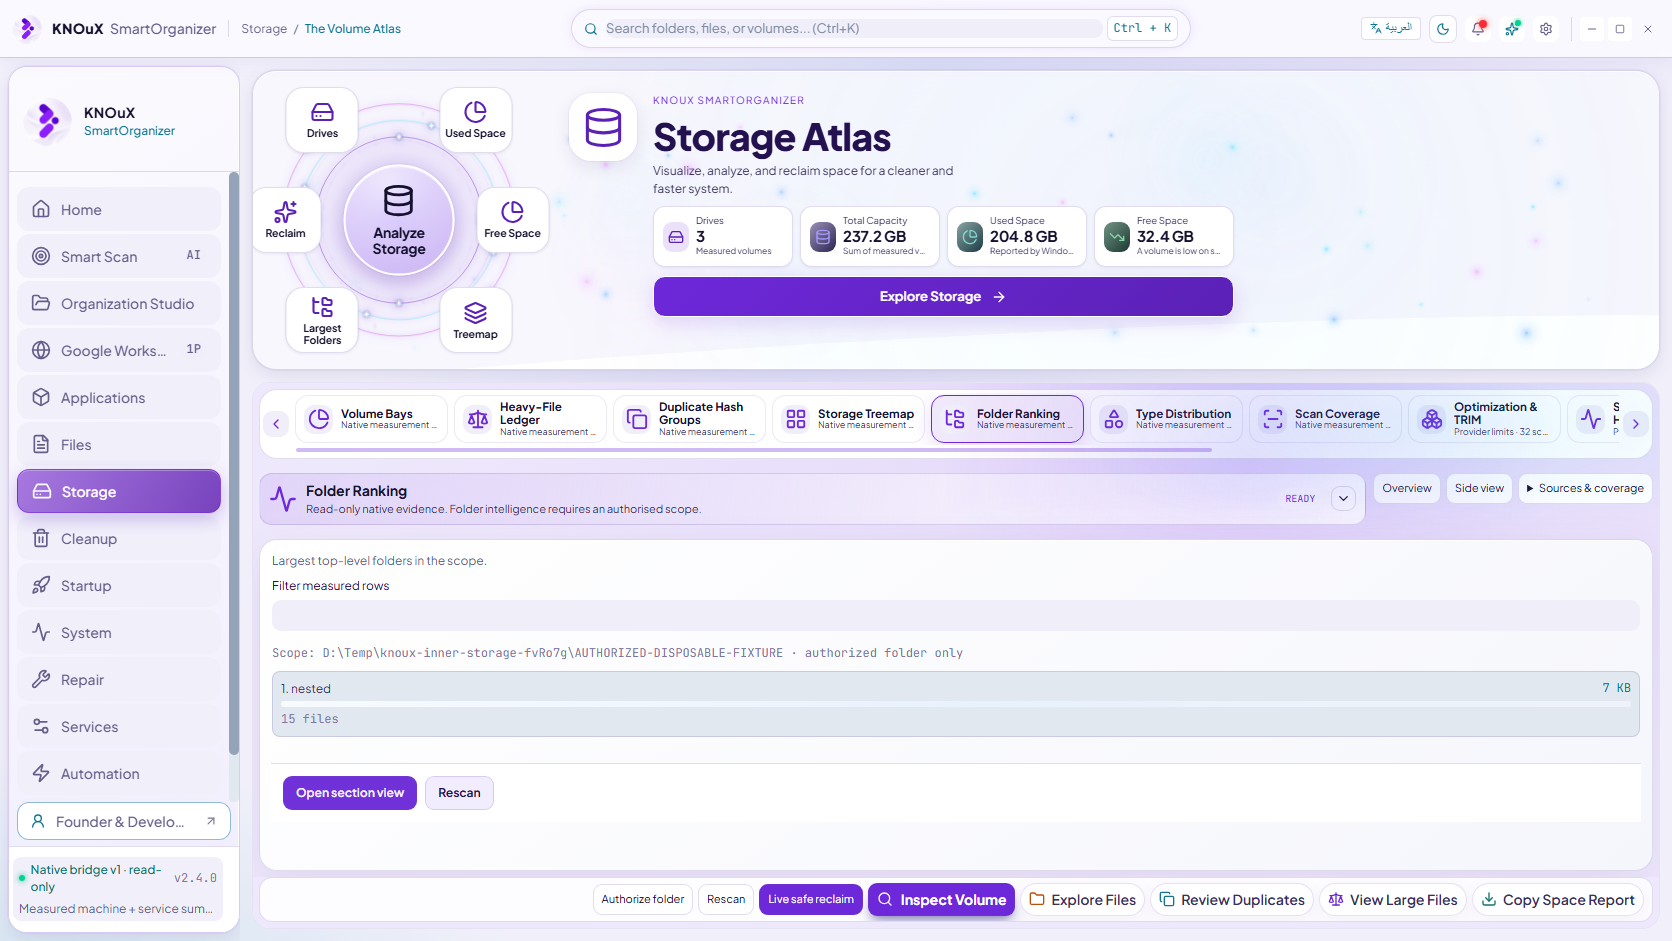 KNOuX SmartOrganizer
Storage / The Volume Atlas
Search folders, files, or volumes... (Ctrl+K)
Ctrl + K
العربية
KNOuX
SmartOrganizer
Home
Smart Scan AI
Organization Studio
Google Works... 1P
Applications
Files
Storage
Cleanup
Startup
System
Repair
Services
Automation
Founder & Develo...
Native bridge v1 · read-only
v2.4.0
Measured machine + service sum...
Drives
Used Space
Reclaim
Analyze Storage
Free Space
Largest Folders
Treemap
KNOUX SMARTORGANIZER
Storage Atlas
Visualize, analyze, and reclaim space for a cleaner and
faster system.
Drives
3
Measured volumes
Total Capacity
237.2 GB
Sum of measured v...
Used Space
204.8 GB
Reported by Windo...
Free Space
32.4 GB
A volume is low on s...
Explore Storage
Volume Bays
Native measurement ...
Heavy-File Ledger
Native measurement ...
Duplicate Hash Groups
Native measurement ...
Storage Treemap
Native measurement ...
Folder Ranking
Native measurement ...
Type Distribution
Native measurement ...
Scan Coverage
Native measurement ...
Optimization & TRIM
Provider limits · 32 sc...
Folder Ranking
Read-only native evidence. Folder intelligence requires an authorised scope.
READY
Overview
Side view
Sources & coverage
Largest top-level folders in the scope.
Filter measured rows
Scope: D:\Temp\knoux-inner-storage-fvRo7g\AUTHORIZED-DISPOSABLE-FIXTURE · authorized folder only
1. nested
7 KB
15 files
Open section view
Rescan
Authorize folder
Rescan
Live safe reclaim
Inspect Volume
Explore Files
Review Duplicates
View Large Files
Copy Space Report